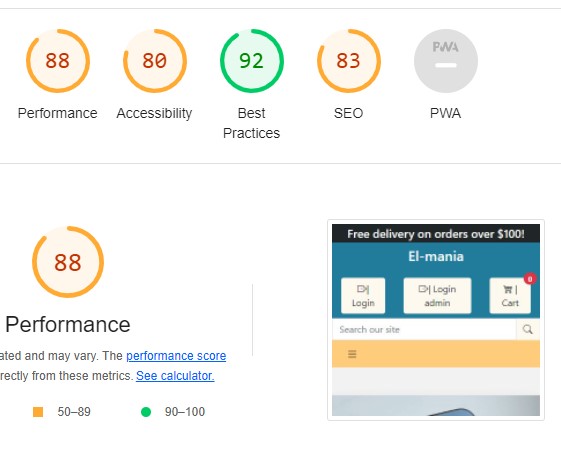 88 80 92 83 PWA
Performance Accessibility Best Practices SEO PWA
88
Performance
ated and may vary. The performance score
rectly from these metrics. See calculator.
50–89 90–100
Free delivery on orders over $100!
El-mania
Login
Login admin
0
Cart
Search our site